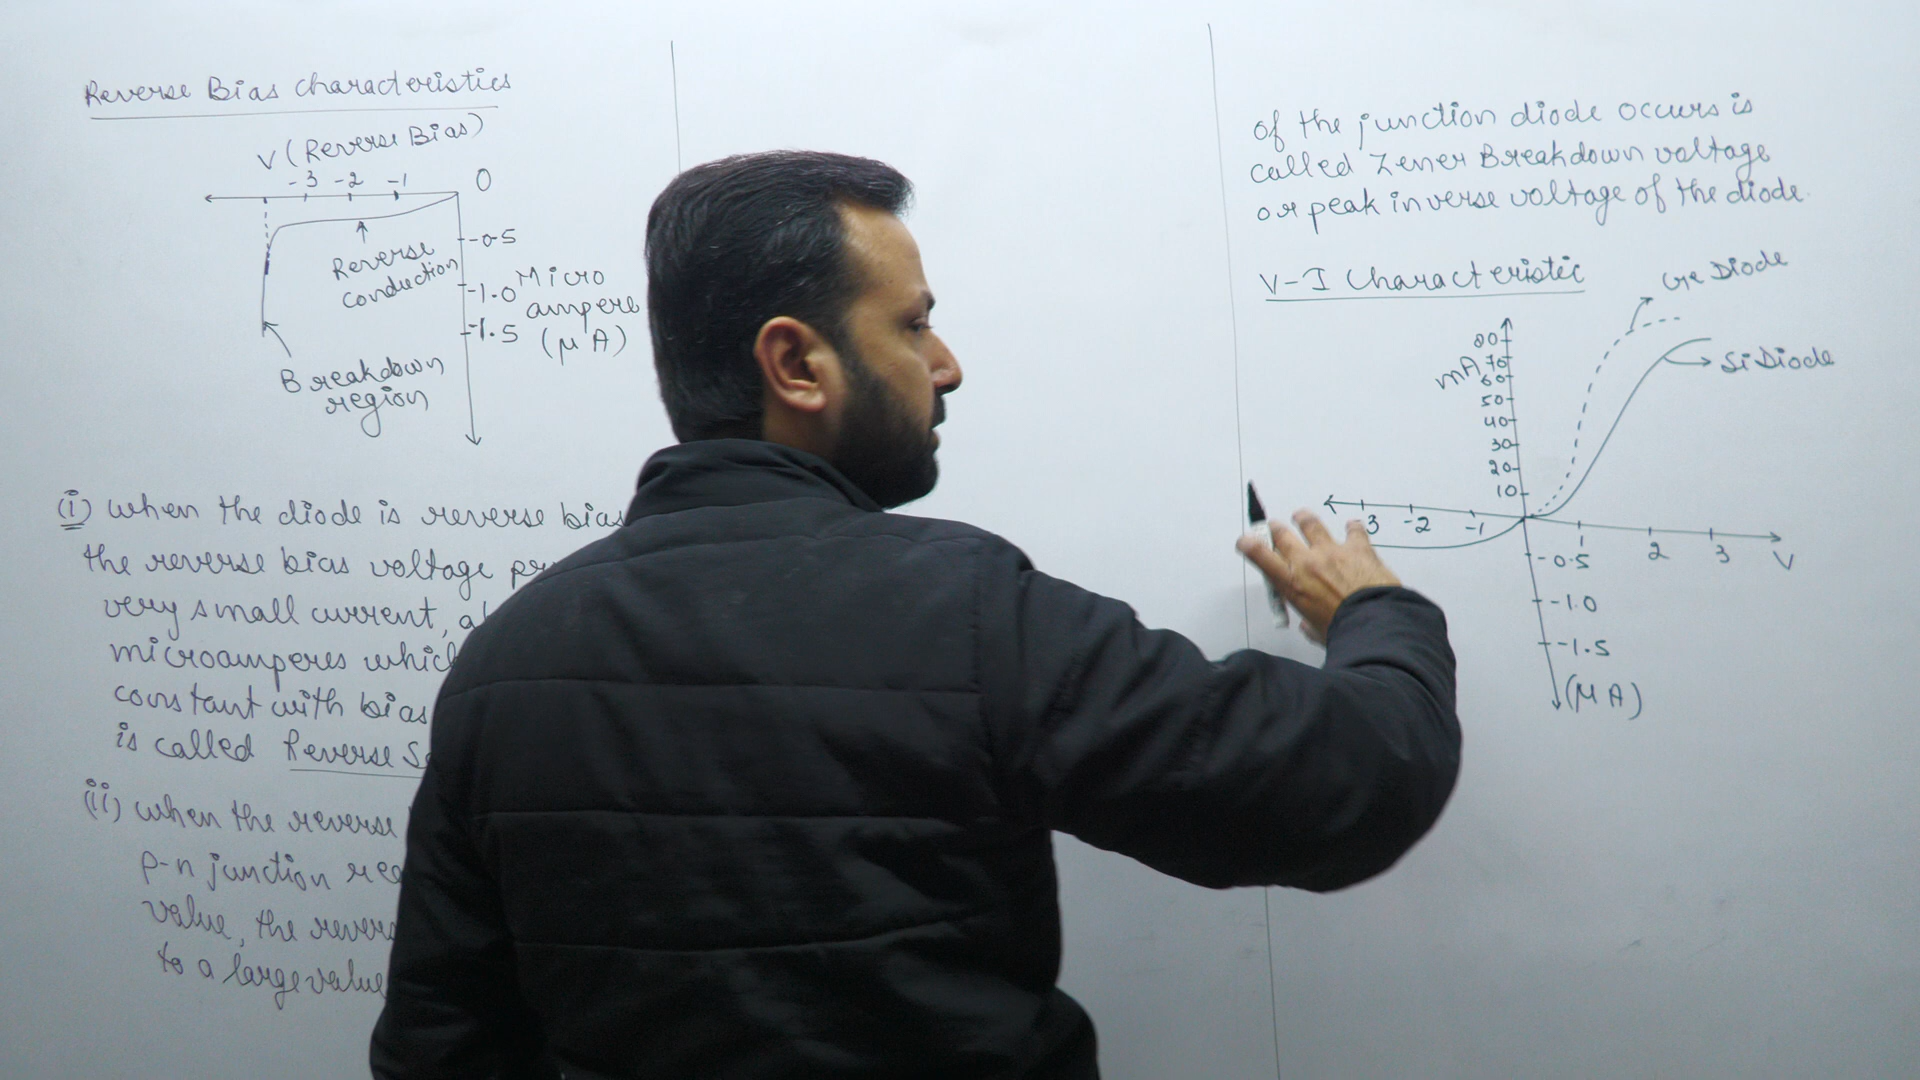 Reverse Bias characteristics
V (Reverse Bias)
-3 -2 -1 0
-0.5
-1.0
-1.5
Micro
ampere
(μA)
Reverse
conduction
Breakdown
region
(i) when the diode is reverse bias
the reverse bias voltage
very small current,
microamperes which
constant with bias
is called Reverse
(ii) when the reverse
p-n junction
value, the
to a large value
of the junction diode occurs is
called Zener Breakdown voltage
or peak inverse voltage of the diode.
V-I Characteristic
Ge Diode
Si Diode
mA
80
70
60
50
40
30
20
10
-3 -2 -1
1 2 3 V
-0.5
-1.0
-1.5
(μA)